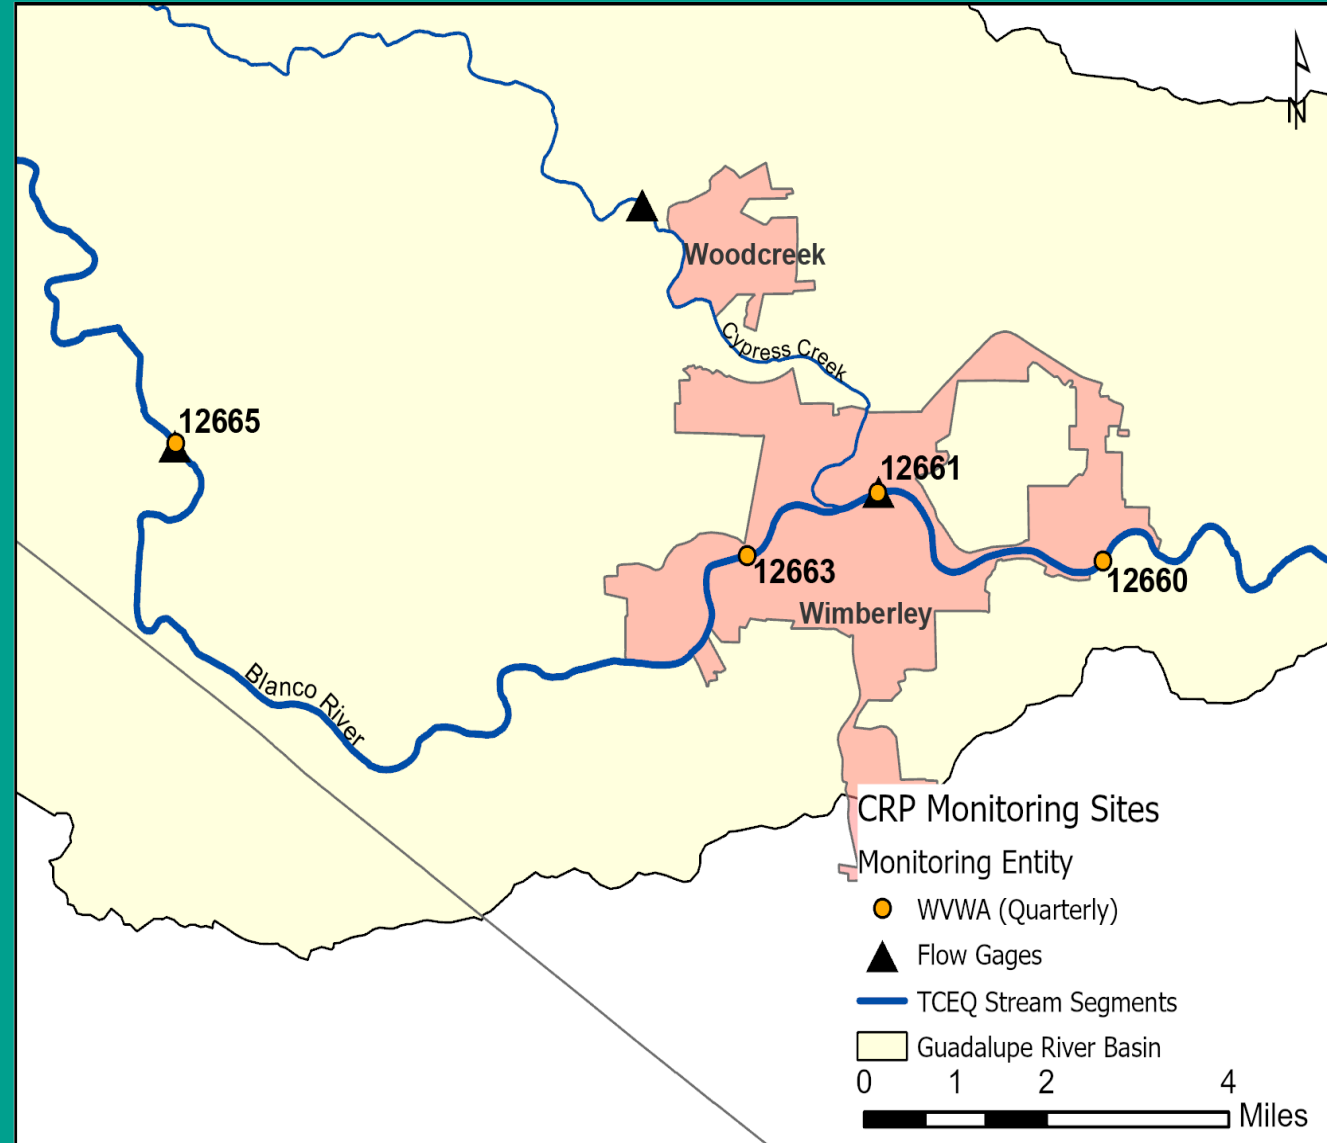 N
Woodcreek
Cypress Creek
12665
12661
12663
12660
Wimberley
Blanco River
CRP Monitoring Sites
Monitoring Entity
WVWA (Quarterly)
Flow Gages
TCEQ Stream Segments
Guadalupe River Basin
0 1 2 4
Miles